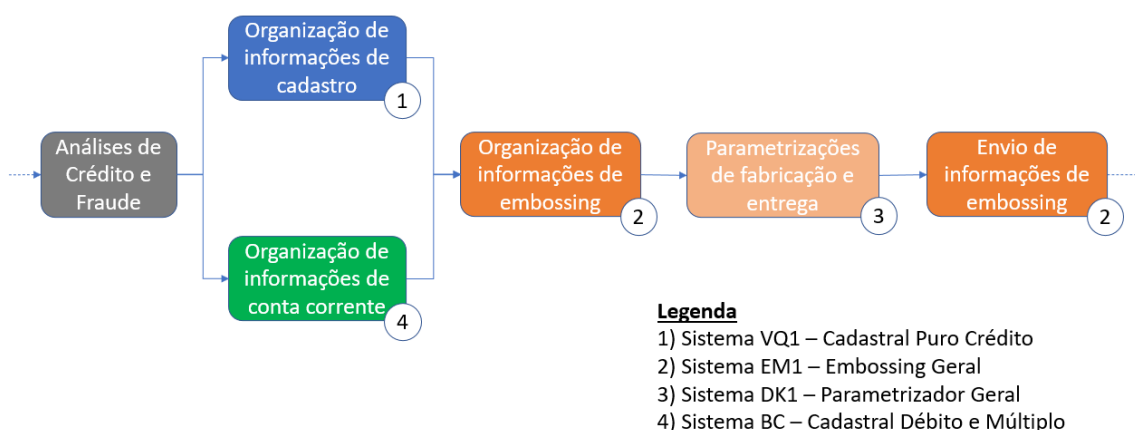 Organização de
informações de
cadastro
1
Análises de
Crédito e
Fraude
Organização de
informações de
embossing
2
Parametrizações
de fabricação e
entrega
3
Envio de
informações de
embossing
2
Organização de
informações de
conta corrente
4
Legenda
1) Sistema VQ1 – Cadastral Puro Crédito
2) Sistema EM1 – Embossing Geral
3) Sistema DK1 – Parametrizador Geral
4) Sistema BC – Cadastral Débito e Múltiplo